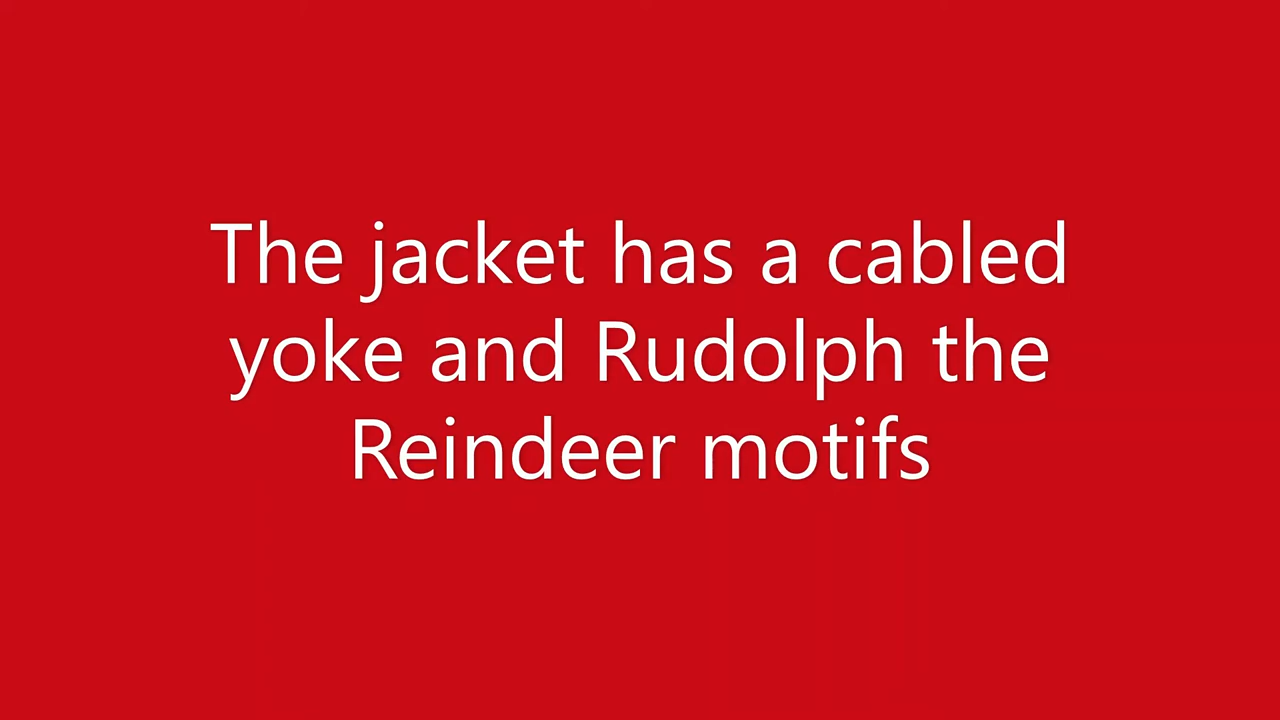 The jacket has a cabled
yoke and Rudolph the
Reindeer motifs